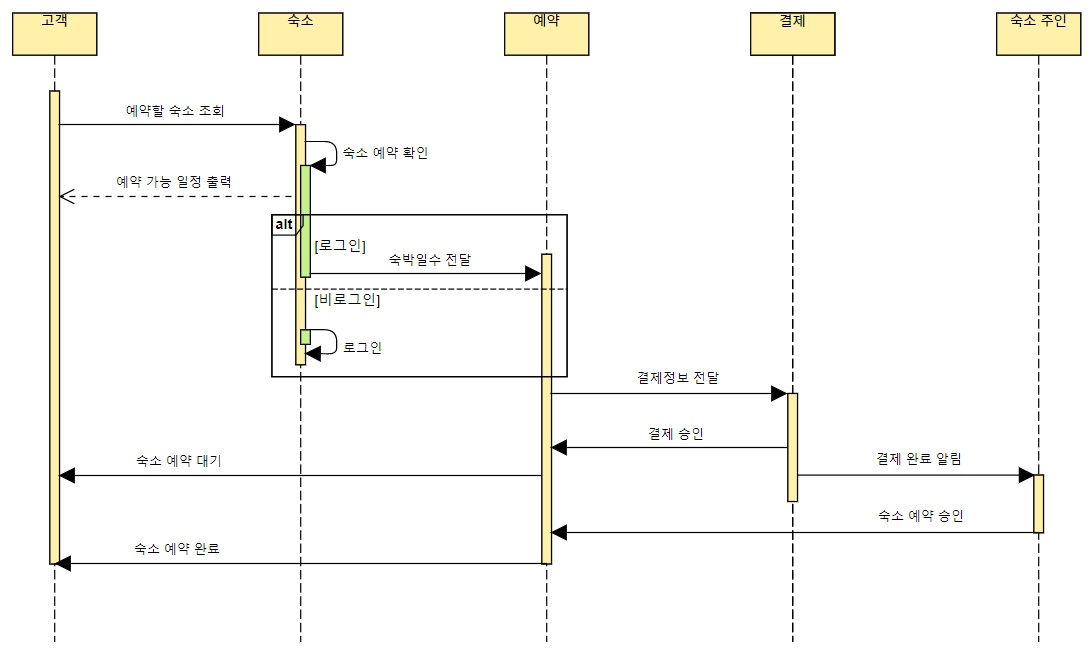 고객
숙소
예약
결제
숙소 주인
예약할 숙소 조회
숙소 예약 확인
예약 가능 일정 출력
alt
[로그인]
숙박일수 전달
[비로그인]
로그인
결제정보 전달
결제 승인
숙소 예약 대기
결제 완료 알림
숙소 예약 승인
숙소 예약 완료